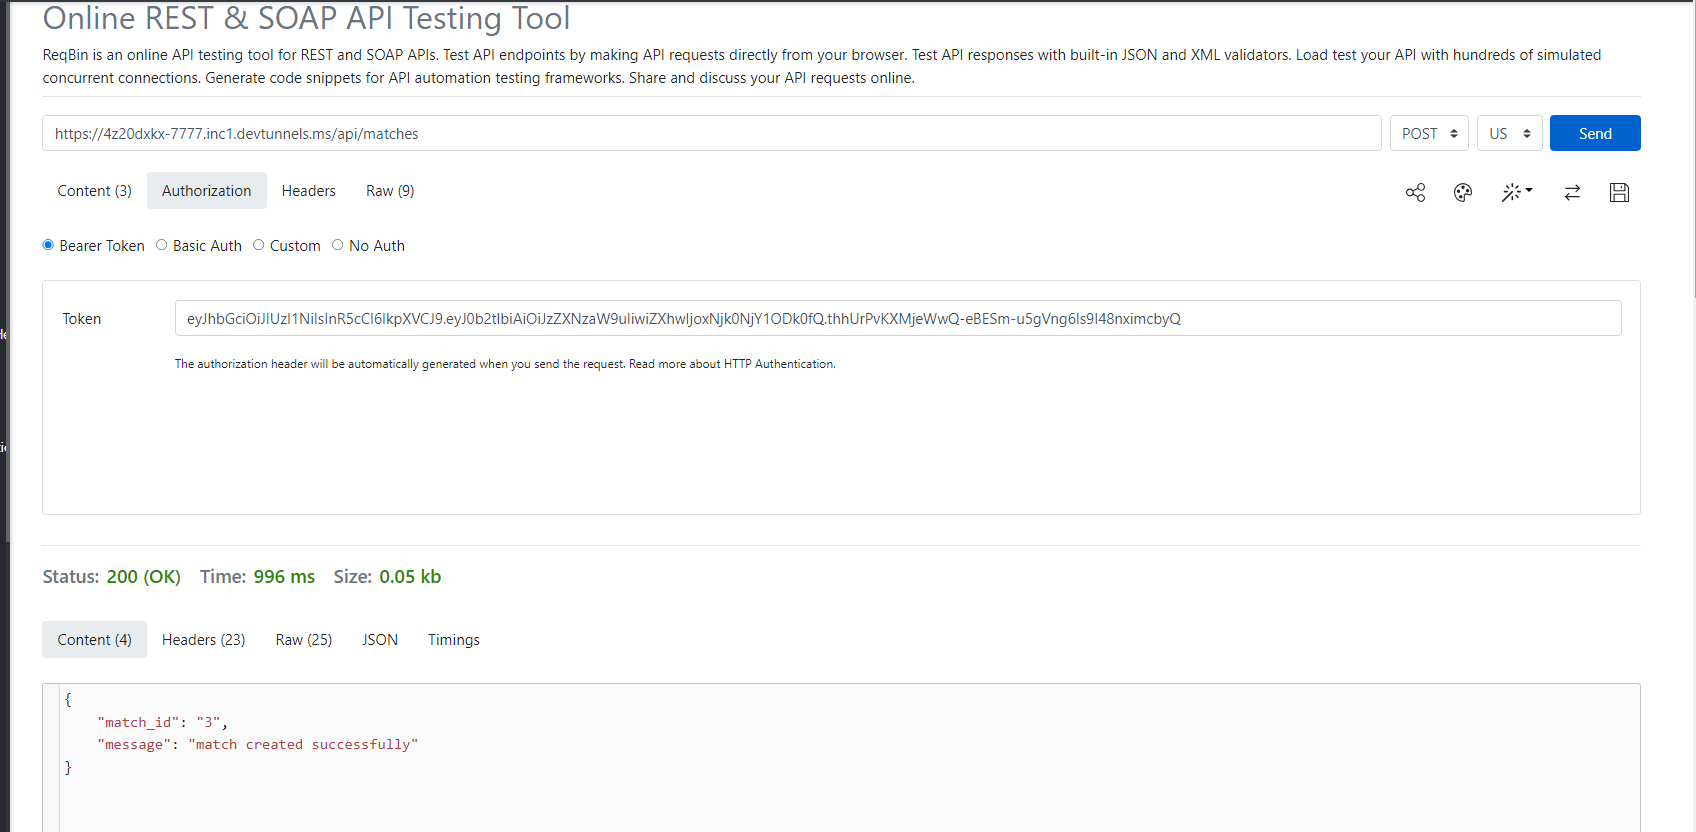 Online REST & SOAP API Testing Tool
ReqBin is an online API testing tool for REST and SOAP APIs. Test API endpoints by making API requests directly from your browser. Test API responses with built-in JSON and XML validators. Load test your API with hundreds of simulated
concurrent connections. Generate code snippets for API automation testing frameworks. Share and discuss your API requests online.
https://4z20dxkx-7777.inc1.devtunnels.ms/api/matches POST US Send
Content (3) Authorization Headers Raw (9)
Bearer Token Basic Auth Custom No Auth
Token
The authorization header will be automatically generated when you send the request. Read more about HTTP Authentication.
Status: 200 (OK) Time: 996 ms Size: 0.05 kb
Content (4) Headers (23) Raw (25) JSON Timings
{
"match_id": "3",
"message": "match created successfully"
}